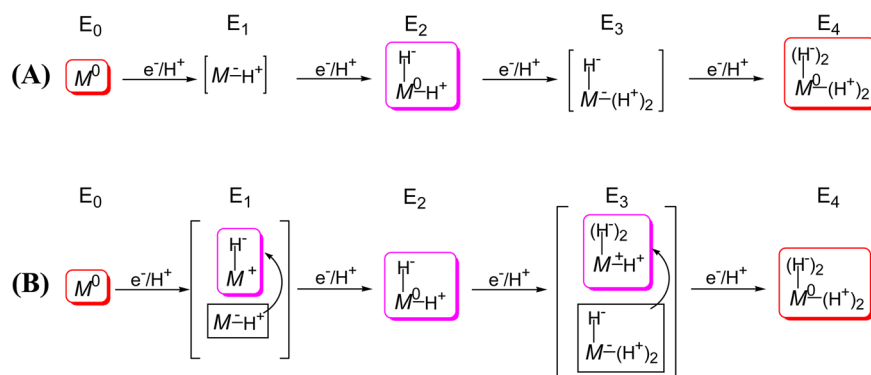 E₀ E₁ E₂ E₃ E₄
(A) M⁰ e⁻/H⁺ [M⁻–H⁺] e⁻/H⁺ H⁻ M⁰–H⁺ e⁻/H⁺ [H⁻ M⁻–(H⁺)₂] e⁻/H⁺ (H⁻)₂ M⁰–(H⁺)₂
E₀ E₁ E₂ E₃ E₄
(B) M⁰ e⁻/H⁺ [H⁻ M⁺ M⁻–H⁺] e⁻/H⁺ H⁻ M⁰–H⁺ e⁻/H⁺ [(H⁻)₂ M⁺–H⁺ H⁻ M⁻–(H⁺)₂] e⁻/H⁺ (H⁻)₂ M⁰–(H⁺)₂